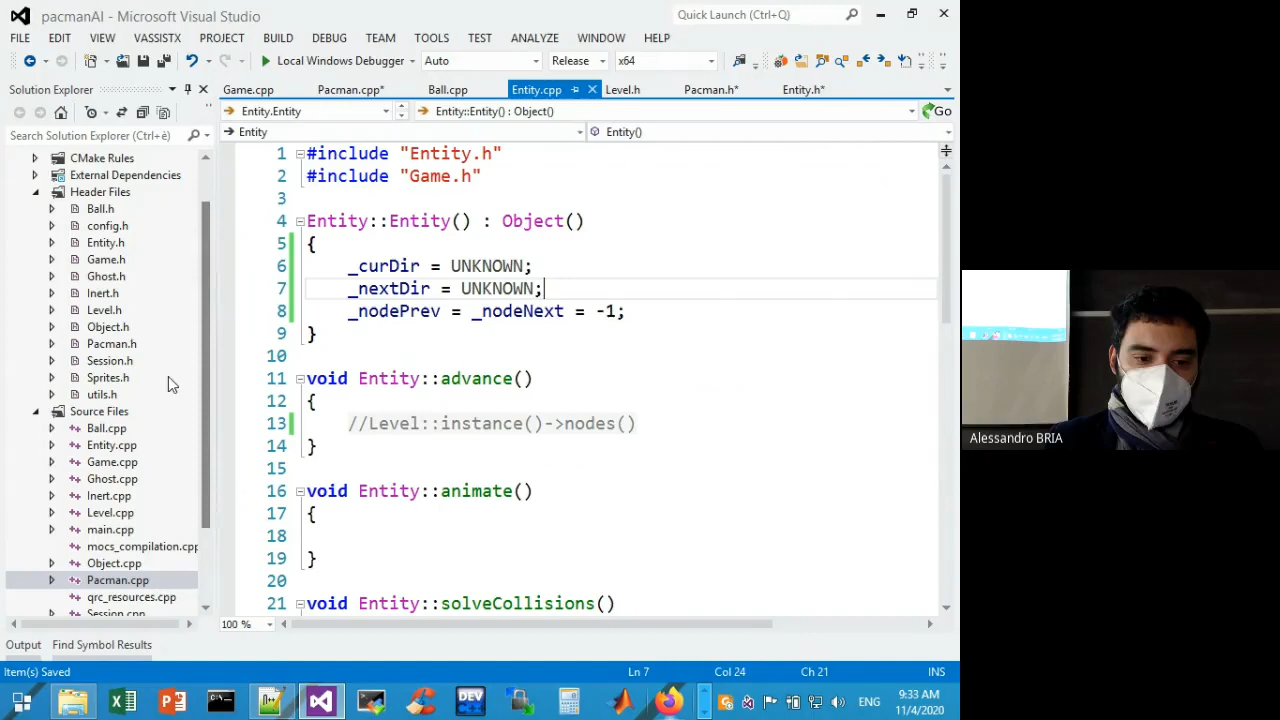 pacmanAI - Microsoft Visual Studio
Quick Launch (Ctrl+Q)
FILE EDIT VIEW VASSISTX PROJECT BUILD DEBUG TEAM TOOLS TEST ANALYZE WINDOW HELP
Local Windows Debugger Auto Release x64
Solution Explorer
Game.cpp Pacman.cpp* Ball.cpp Entity.cpp Level.h Pacman.h* Entity.h*
Entity.Entity Entity::Entity() : Object() Go
Search Solution Explorer (Ctrl+è)
Entity Entity()
CMake Rules
External Dependencies
Header Files
Ball.h
config.h
Entity.h
Game.h
Ghost.h
Inert.h
Level.h
Object.h
Pacman.h
Session.h
Sprites.h
utils.h
Source Files
Ball.cpp
Entity.cpp
Game.cpp
Ghost.cpp
Inert.cpp
Level.cpp
main.cpp
mocs_compilation.cpp
Object.cpp
Pacman.cpp
qrc_resources.cpp
Session.cpp
1 #include "Entity.h"
2 #include "Game.h"
3
4 Entity::Entity() : Object()
5 {
6 _curDir = UNKNOWN;
7 _nextDir = UNKNOWN;
8 _nodePrev = _nodeNext = -1;
9 }
10
11 void Entity::advance()
12 {
13 //Level::instance()->nodes()
14 }
15
16 void Entity::animate()
17 {
18
19 }
20
21 void Entity::solveCollisions()
100 %
Output Find Symbol Results
Item(s) Saved Ln 7 Col 24 Ch 21 INS
DEV
ENG
9:33 AM
11/4/2020
Alessandro BRIA